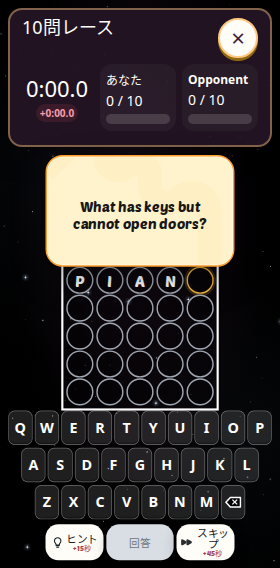 10問レース
✕
0:00.0
+0:00.0
あなた
0 / 10
Opponent
0 / 10
What has keys but
cannot open doors?
P I A N
Q W E R T Y U I O P
A S D F G H J K L
Z X C V B N M
ヒント
+15秒
回答
スキッ
プ
+45秒